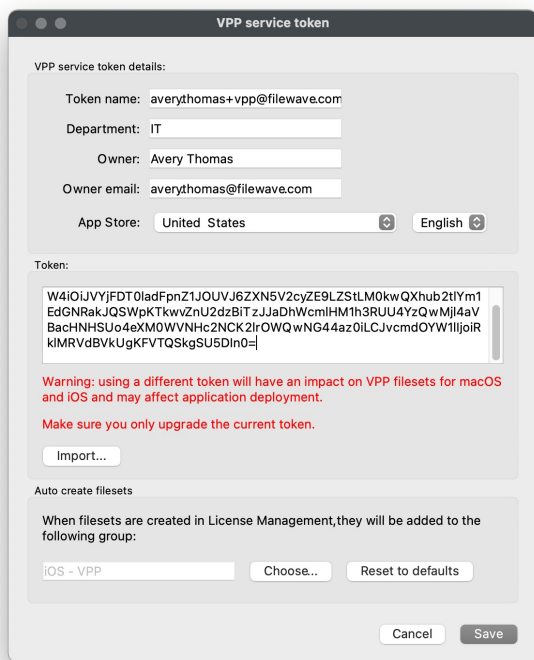 VPP service token
VPP service token details:
Token name: avery.thomas+vpp@filewave.com
Department: IT
Owner: Avery Thomas
Owner email: avery.thomas@filewave.com
App Store: United States English
Token:
W4iOiJVYjFDT0ladFpnZ1JOUVJ6ZXN5V2cyZE9LZStLM0kwQXhub2tlYm1
EdGNRakJQSWpKTkwvZnU2dzBiTzJJaDhWcmlHM1h3RUU4YzQwMjl4aV
BacHNHSUo4eXM0WVNHc2NCK2lrOWQwNG44az0iLCJvcmdOYW1lIjoiR
klMRVdBVkUgKFVTQSkgSU5DIn0=
Warning: using a different token will have an impact on VPP filesets for macOS
and iOS and may affect application deployment.
Make sure you only upgrade the current token.
Import...
Auto create filesets
When filesets are created in License Management,they will be added to the
following group:
iOS - VPP Choose... Reset to defaults
Cancel Save